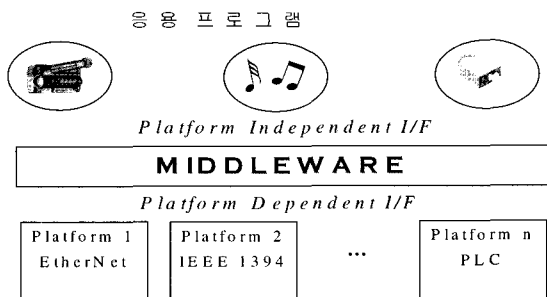 응용 프로그램
Platform Independent I/F
MIDDLEWARE
Platform Dependent I/F
Platform 1
EtherNet
Platform 2
IEEE 1394
...
Platform n
PLC